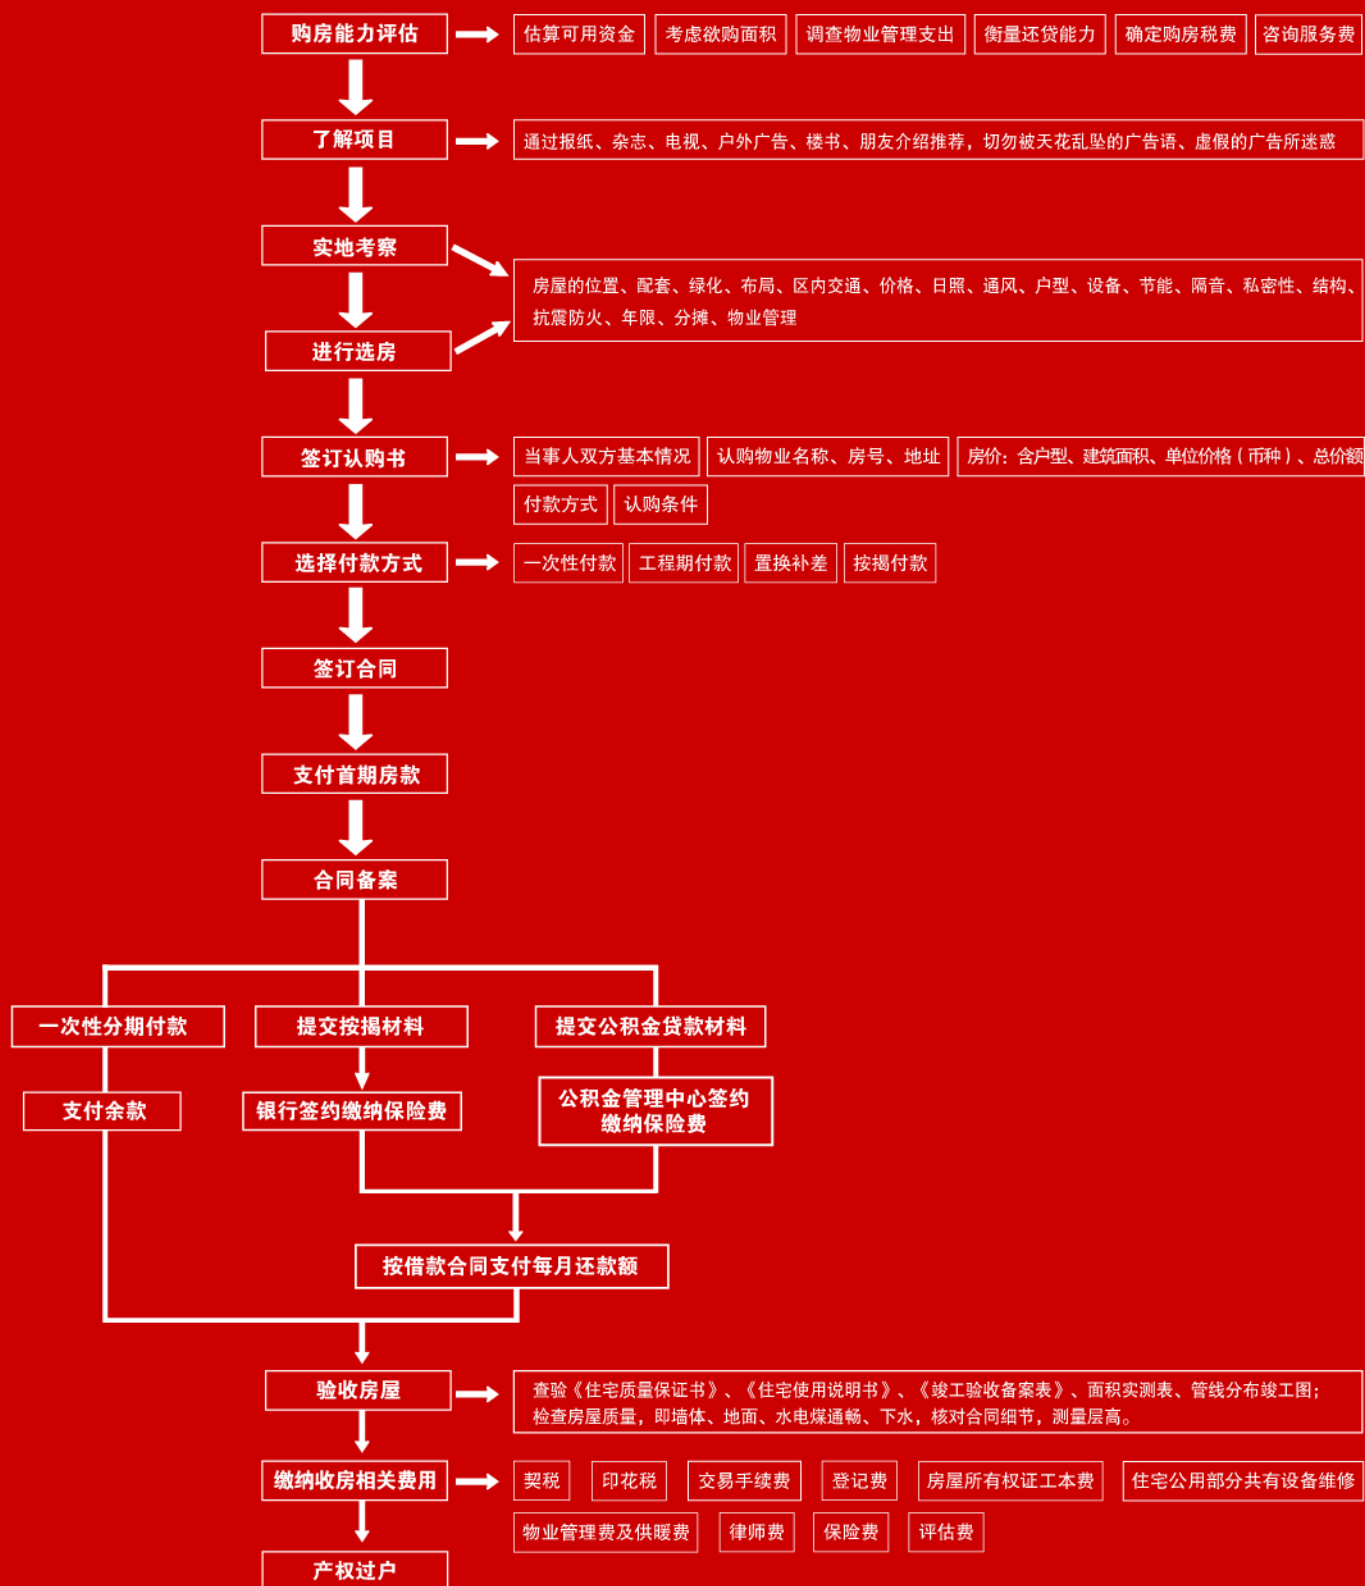 购房能力评估
估算可用资金
考虑欲购面积
调查物业管理支出
衡量还贷能力
确定购房税费
咨询服务费
了解项目
通过报纸、杂志、电视、户外广告、楼书、朋友介绍推荐，切勿被天花乱坠的广告语、虚假的广告所迷惑
实地考察
房屋的位置、配套、绿化、布局、区内交通、价格、日照、通风、户型、设备、节能、隔音、私密性、结构、
抗震防火、年限、分摊、物业管理
进行选房
签订认购书
当事人双方基本情况
认购物业名称、房号、地址
房价：含户型、建筑面积、单位价格（币种）、总价额
付款方式
认购条件
选择付款方式
一次性付款
工程期付款
置换补差
按揭付款
签订合同
支付首期房款
合同备案
一次性分期付款
提交按揭材料
提交公积金贷款材料
支付余款
银行签约缴纳保险费
公积金管理中心签约
缴纳保险费
按借款合同支付每月还款额
验收房屋
查验《住宅质量保证书》、《住宅使用说明书》、《竣工验收备案表》、面积实测表、管线分布竣工图；
检查房屋质量，即墙体、地面、水电煤通畅、下水，核对合同细节，测量层高。
缴纳收房相关费用
契税
印花税
交易手续费
登记费
房屋所有权证工本费
住宅公用部分共有设备维修
物业管理费及供暖费
律师费
保险费
评估费
产权过户